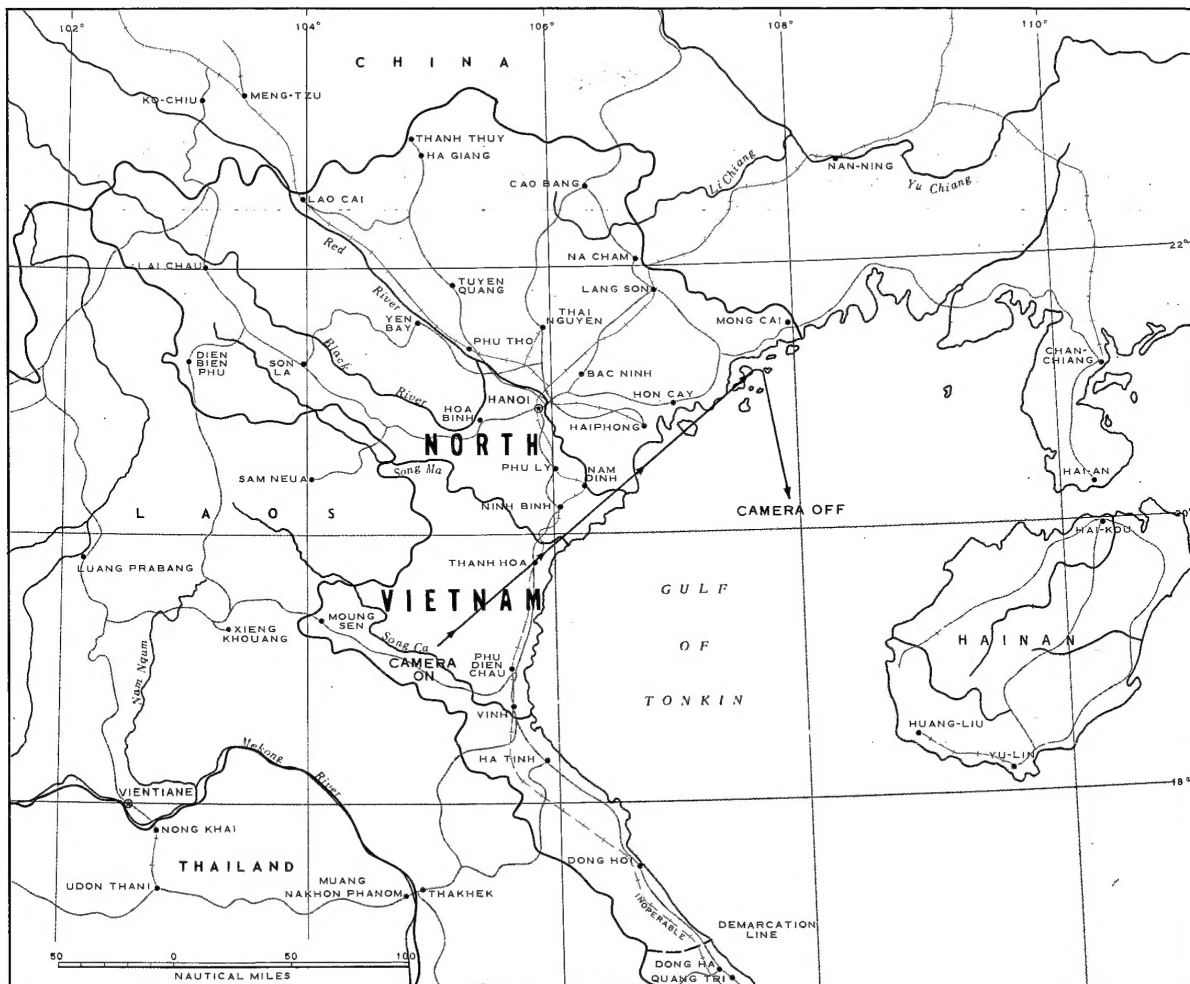 102°
104°
106°
108°
110°
C H I N A
KO-CHIU
MENG-TZU
THANH THUY
HA GIANG
CAO BANG
Li Chiang
NAN-NING
Yu Chiang
LAO CAI
Red
River
NA CHAM
22°
LAI CHAU
TUYEN
QUANG
LANG SON
THAI
NGUYEN
YEN
BAY
MONG CAI
DIEN
BIEN
PHU
SON
LA
Black
River
PHU THO
BAC NINH
CHAN-
CHIANG
HANOI
HON CAY
HOA
BINH
HAIPHONG
NORTH
PHU LY
NAM
DINH
Song Ma
SAM NEUA
HAI-AN
NINH BINH
CAMERA OFF
L A O S
20°
HAI-KOU
LUANG PRABANG
THANH HOA
VIETNAM
GULF
OF
TONKIN
MOUNG
SEN
XIENG
KHOUANG
Song Ca
CAMERA
ON
PHU
DIEN
CHAU
HAINAN
Nam Ngum
VINH
HUANG-LIU
YU-LIN
HA TINH
Mekong
River
18°
VIENTIANE
NONG KHAI
THAILAND
DONG HOI
UDON THANI
MUANG
NAKHON PHANOM
THAKHEK
INOPERABLE
DEMARCATION
LINE
DONG HA
QUANG TRI
50 0 50 100
NAUTICAL MILES